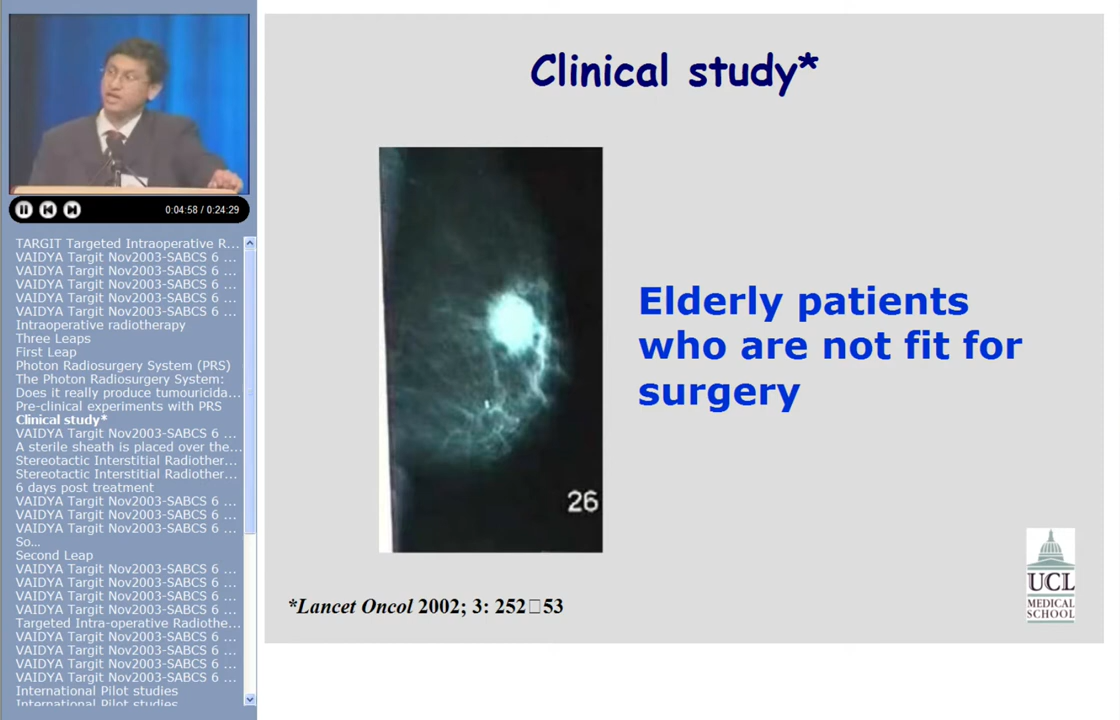 0:04:58 / 0:24:29
TARGIT Targeted Intraoperative R...
VAIDYA Targit Nov2003-SABCS 6 ...
VAIDYA Targit Nov2003-SABCS 6 ...
VAIDYA Targit Nov2003-SABCS 6 ...
VAIDYA Targit Nov2003-SABCS 6 ...
VAIDYA Targit Nov2003-SABCS 6 ...
Intraoperative radiotherapy
Three Leaps
First Leap
Photon Radiosurgery System (PRS)
The Photon Radiosurgery System:
Does it really produce tumouricida...
Pre-clinical experiments with PRS
Clinical study*
VAIDYA Targit Nov2003-SABCS 6 ...
A sterile sheath is placed over the...
Stereotactic Interstitial Radiother...
Stereotactic Interstitial Radiother...
6 days post treatment
VAIDYA Targit Nov2003-SABCS 6 ...
VAIDYA Targit Nov2003-SABCS 6 ...
VAIDYA Targit Nov2003-SABCS 6 ...
So...
Second Leap
VAIDYA Targit Nov2003-SABCS 6 ...
VAIDYA Targit Nov2003-SABCS 6 ...
VAIDYA Targit Nov2003-SABCS 6 ...
VAIDYA Targit Nov2003-SABCS 6 ...
Targeted Intra-operative Radiothe...
VAIDYA Targit Nov2003-SABCS 6 ...
VAIDYA Targit Nov2003-SABCS 6 ...
VAIDYA Targit Nov2003-SABCS 6 ...
VAIDYA Targit Nov2003-SABCS 6 ...
International Pilot studies
International Pilot studies
Clinical study*
Elderly patients
who are not fit for
surgery
26
*Lancet Oncol 2002; 3: 252□53
UCL
MEDICAL
SCHOOL